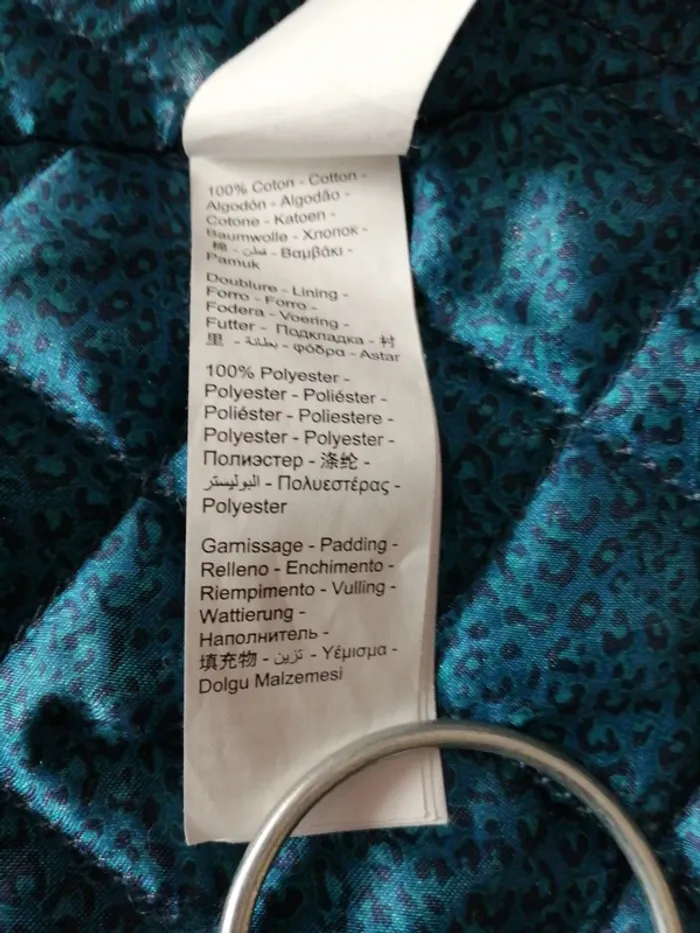 100% Coton - Cotton -
Algodón - Algodão -
Cotone - Katoen -
Baumwolle - Хлопок -
棉 - قطن - Βαμβάκι -
Pamuk
Doublure - Lining -
Forro - Forro -
Fodera - Voering -
Futter - Подкладка - 衬
里 - بطانة - φόδρα - Astar
100% Polyester -
Polyester - Poliéster -
Poliéster - Poliestere -
Polyester - Polyester -
Полиэстер - 涤纶 -
البوليستر - Πολυεστέρας -
Polyester
Garnissage - Padding -
Relleno - Enchimento -
Riempimento - Vulling -
Wattierung -
Наполнитель -
填充物 - تزين - Υέμισμα -
Dolgu Malzemesi